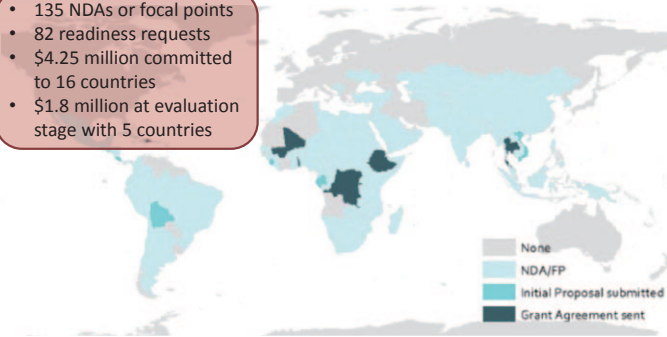 • 135 NDAs or focal points
• 82 readiness requests
• $4.25 million committed
to 16 countries
• $1.8 million at evaluation
stage with 5 countries
None
NDA/FP
Initial Proposal submitted
Grant Agreement sent